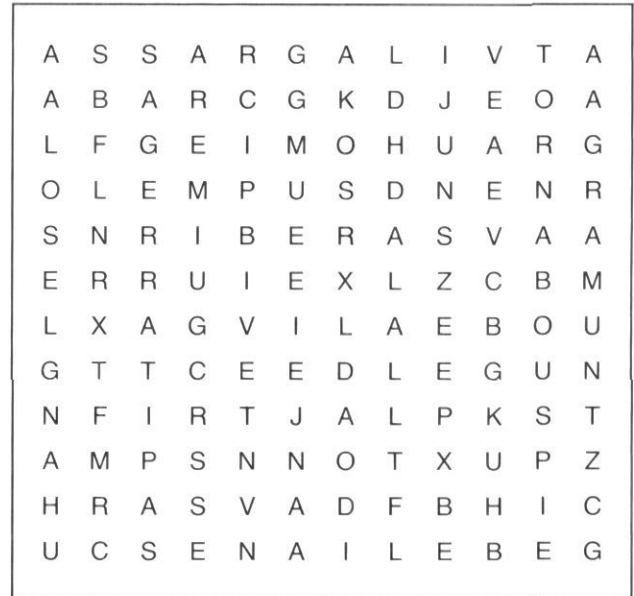 A S S A R G A L I V T A
A B A R C G K D J E O A
L F G E I M O H U A R G
O L E M P U S D N E N R
S N R I B E R A S V A A
E R R U I E X L Z C B M
L X A G V I L A E B O U
G T T C E E D L E G U N
N F I R T J A L P K S T
A M P S N N O T X U P Z
H R A S V A D F B H I C
U C S E N A I L E B E G